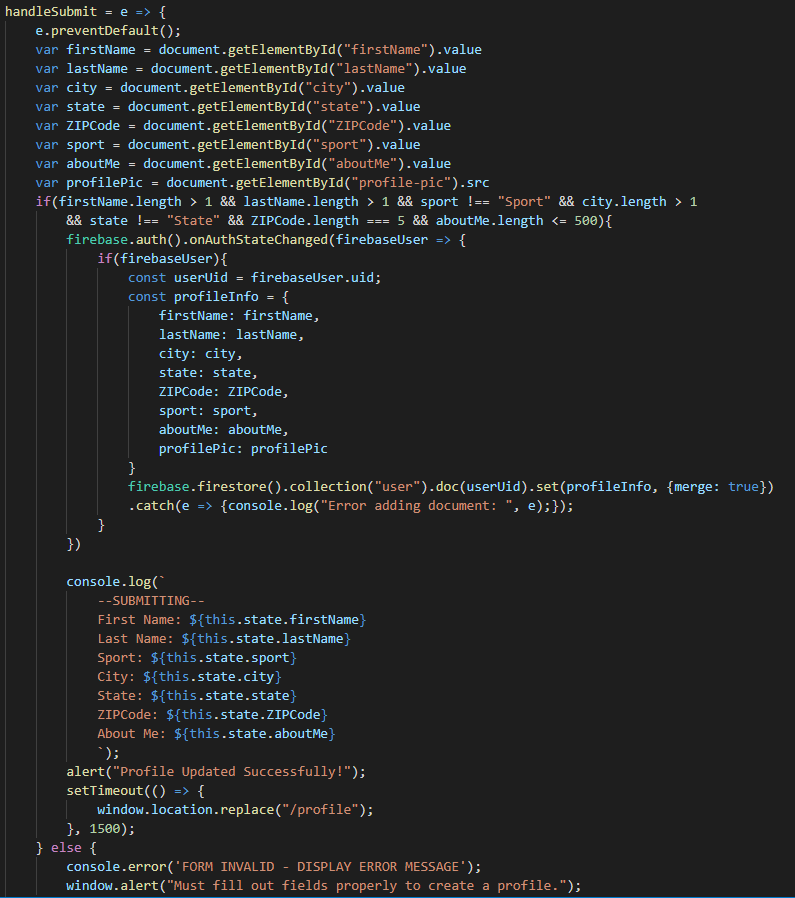 handleSubmit = e => {
e.preventDefault();
var firstName = document.getElementById("firstName").value
var lastName = document.getElementById("lastName").value
var city = document.getElementById("city").value
var state = document.getElementById("state").value
var ZIPCode = document.getElementById("ZIPCode").value
var sport = document.getElementById("sport").value
var aboutMe = document.getElementById("aboutMe").value
var profilePic = document.getElementById("profile-pic").src
if(firstName.length > 1 && lastName.length > 1 && sport !== "Sport" && city.length > 1
&& state !== "State" && ZIPCode.length === 5 && aboutMe.length <= 500){
firebase.auth().onAuthStateChanged(firebaseUser => {
if(firebaseUser){
const userUid = firebaseUser.uid;
const profileInfo = {
firstName: firstName,
lastName: lastName,
city: city,
state: state,
ZIPCode: ZIPCode,
sport: sport,
aboutMe: aboutMe,
profilePic: profilePic
}
firebase.firestore().collection("user").doc(userUid).set(profileInfo, {merge: true})
.catch(e => {console.log("Error adding document: ", e);});
}
})
console.log(`
--SUBMITTING--
First Name: ${this.state.firstName}
Last Name: ${this.state.lastName}
Sport: ${this.state.sport}
City: ${this.state.city}
State: ${this.state.state}
ZIPCode: ${this.state.ZIPCode}
About Me: ${this.state.aboutMe}
`);
alert("Profile Updated Successfully!");
setTimeout(() => {
window.location.replace("/profile");
}, 1500);
} else {
console.error('FORM INVALID - DISPLAY ERROR MESSAGE');
window.alert("Must fill out fields properly to create a profile.");